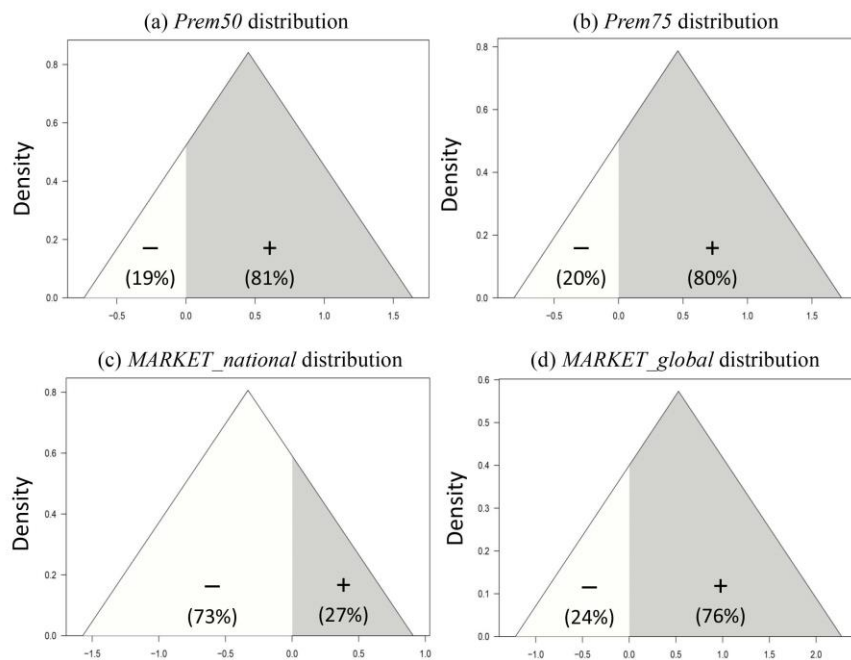 (a) Prem50 distribution
Density
0.8
0.6
0.4
0.2
0.0
− +
(19%) (81%)
−0.5 0.0 0.5 1.0 1.5
(b) Prem75 distribution
Density
0.8
0.6
0.4
0.2
0.0
− +
(20%) (80%)
−0.5 0.0 0.5 1.0 1.5
(c) MARKET_national distribution
Density
0.8
0.6
0.4
0.2
0.0
− +
(73%) (27%)
−1.5 −1.0 −0.5 0.0 0.5 1.0
(d) MARKET_global distribution
Density
0.6
0.5
0.4
0.3
0.2
0.1
0.0
− +
(24%) (76%)
−1.0 −0.5 0.0 0.5 1.0 1.5 2.0